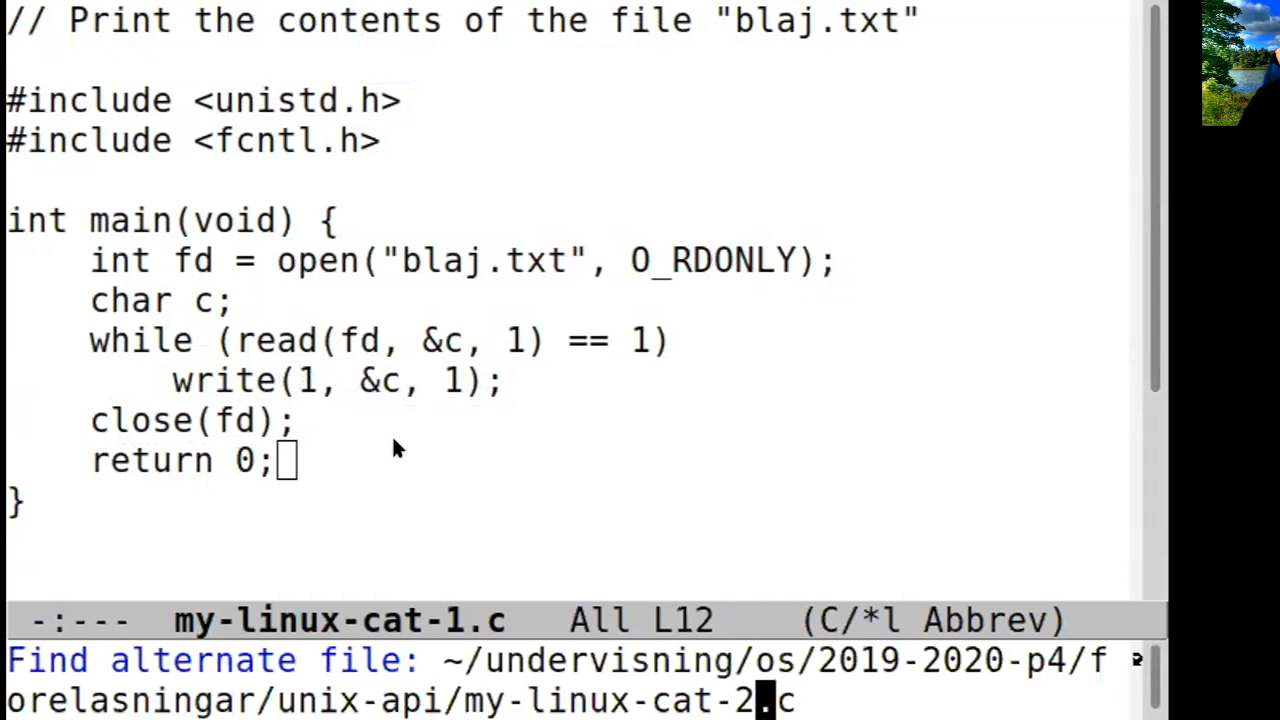 // Print the contents of the file "blaj.txt"
#include <unistd.h>
#include <fcntl.h>
int main(void) {
    int fd = open("blaj.txt", O_RDONLY);
    char c;
    while (read(fd, &c, 1) == 1)
        write(1, &c, 1);
    close(fd);
    return 0;
}
-:--- my-linux-cat-1.c All L12 (C/*l Abbrev)
Find alternate file: ~/undervisning/os/2019-2020-p4/f
orelasningar/unix-api/my-linux-cat-2.c